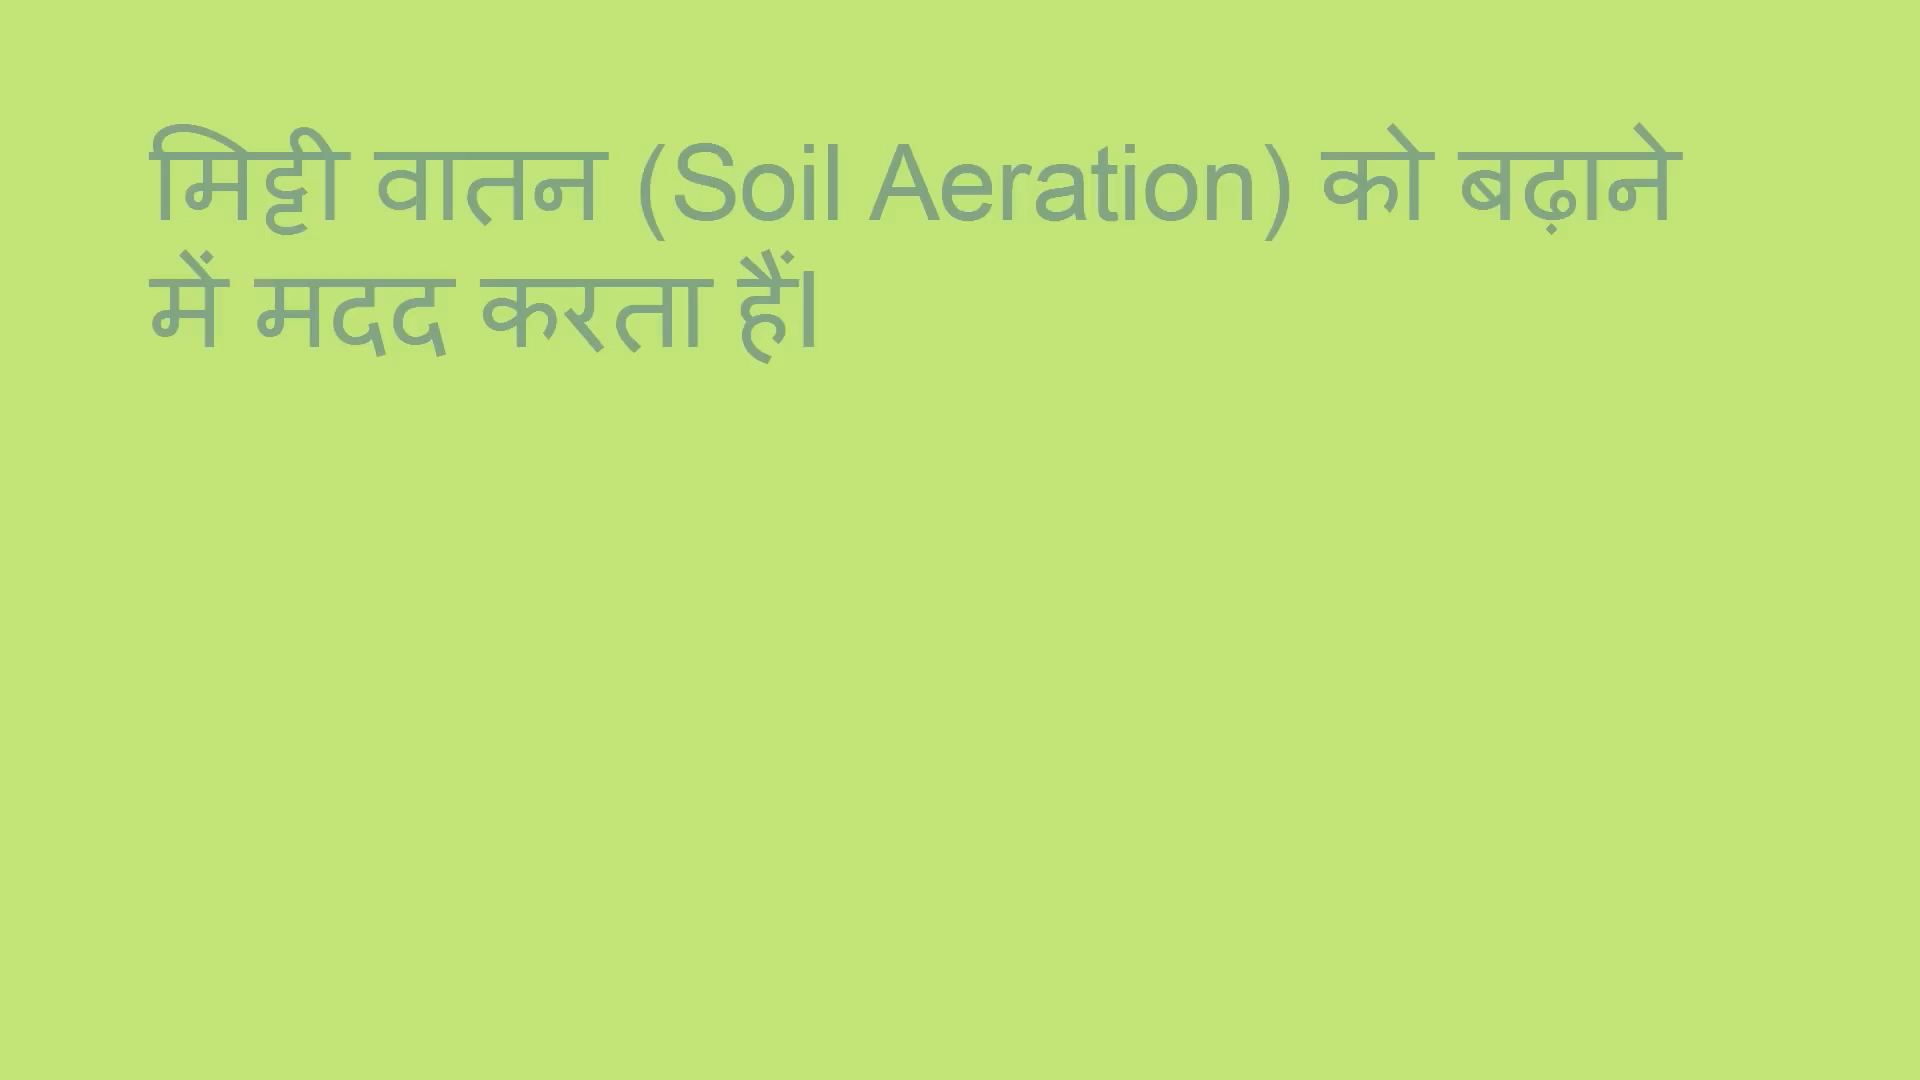 मिट्टी वातन (Soil Aeration) को बढ़ाने
में मदद करता हैं।